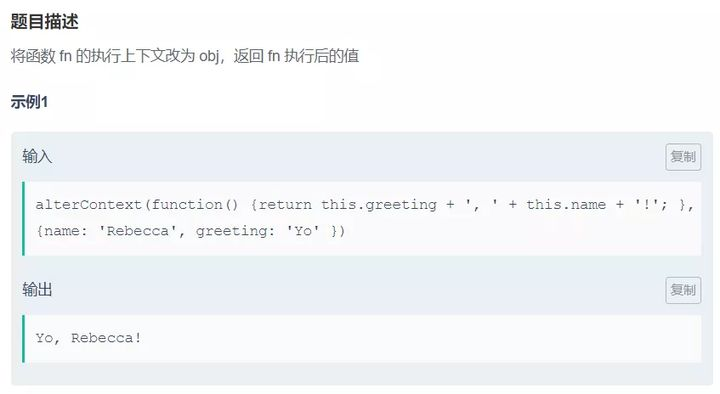 题目描述
将函数 fn 的执行上下文改为 obj，返回 fn 执行后的值
示例1
输入
复制
alterContext(function() {return this.greeting + ', ' + this.name + '!'; },
{name: 'Rebecca', greeting: 'Yo' })
输出
复制
Yo, Rebecca!